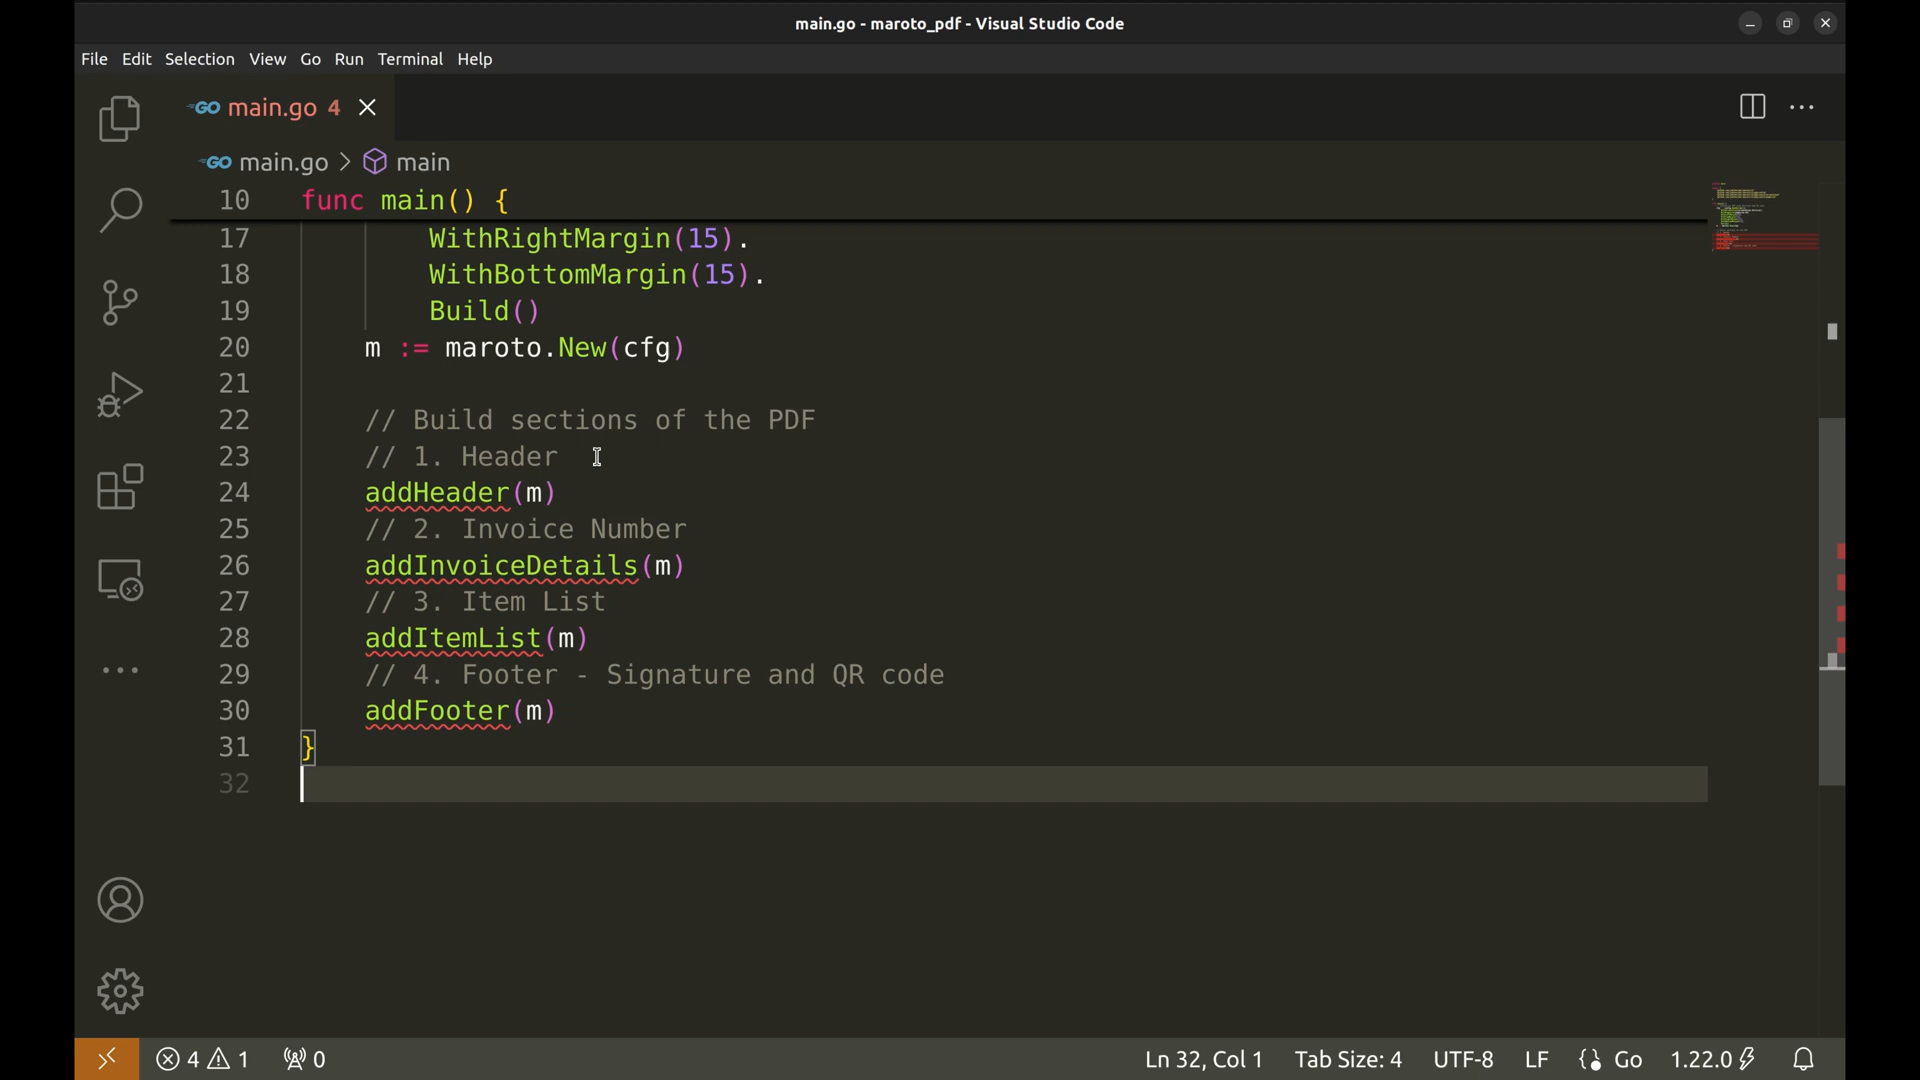 main.go - maroto_pdf - Visual Studio Code
File Edit Selection View Go Run Terminal Help
GO main.go 4
GO main.go > main
10 func main() {
17 WithRightMargin(15).
18 WithBottomMargin(15).
19 Build()
20 m := maroto.New(cfg)
21
22 // Build sections of the PDF
23 // 1. Header
24 addHeader(m)
25 // 2. Invoice Number
26 addInvoiceDetails(m)
27 // 3. Item List
28 addItemList(m)
29 // 4. Footer - Signature and QR code
30 addFooter(m)
31 }
32
4 1 0 Ln 32, Col 1 Tab Size: 4 UTF-8 LF Go 1.22.0